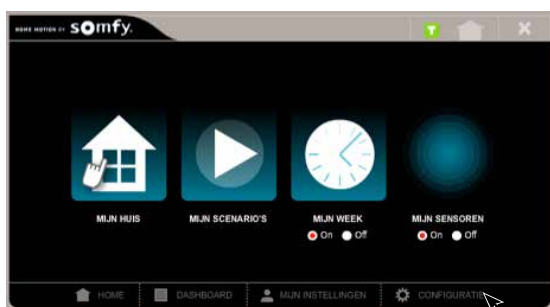 HOME MOTION BY somfy.
T
MIJN HUIS MIJN SCENARIO'S MIJN WEEK MIJN SENSOREN
On Off On Off
HOME DASHBOARD MIJN INSTELLINGEN CONFIGURATIE